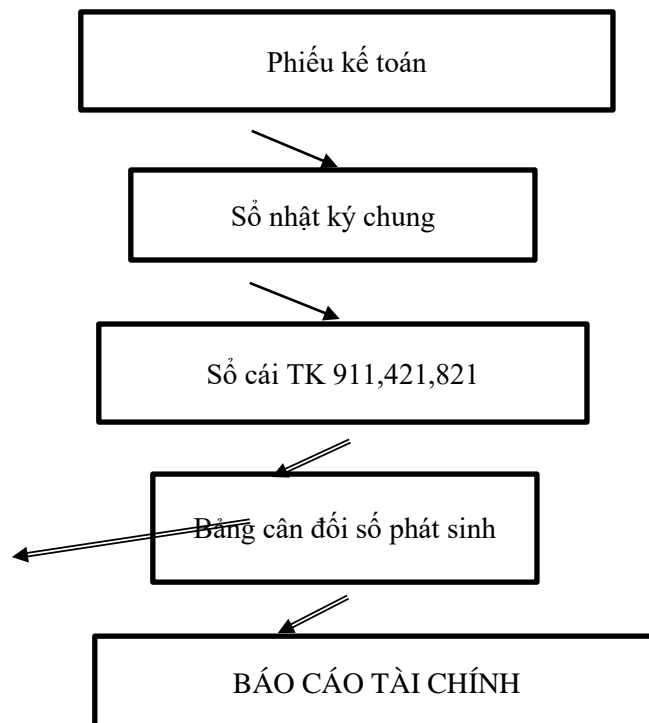 Phiếu kế toán
Sổ nhật ký chung
Sổ cái TK 911,421,821
Bảng cân đối số phát sinh
BÁO CÁO TÀI CHÍNH